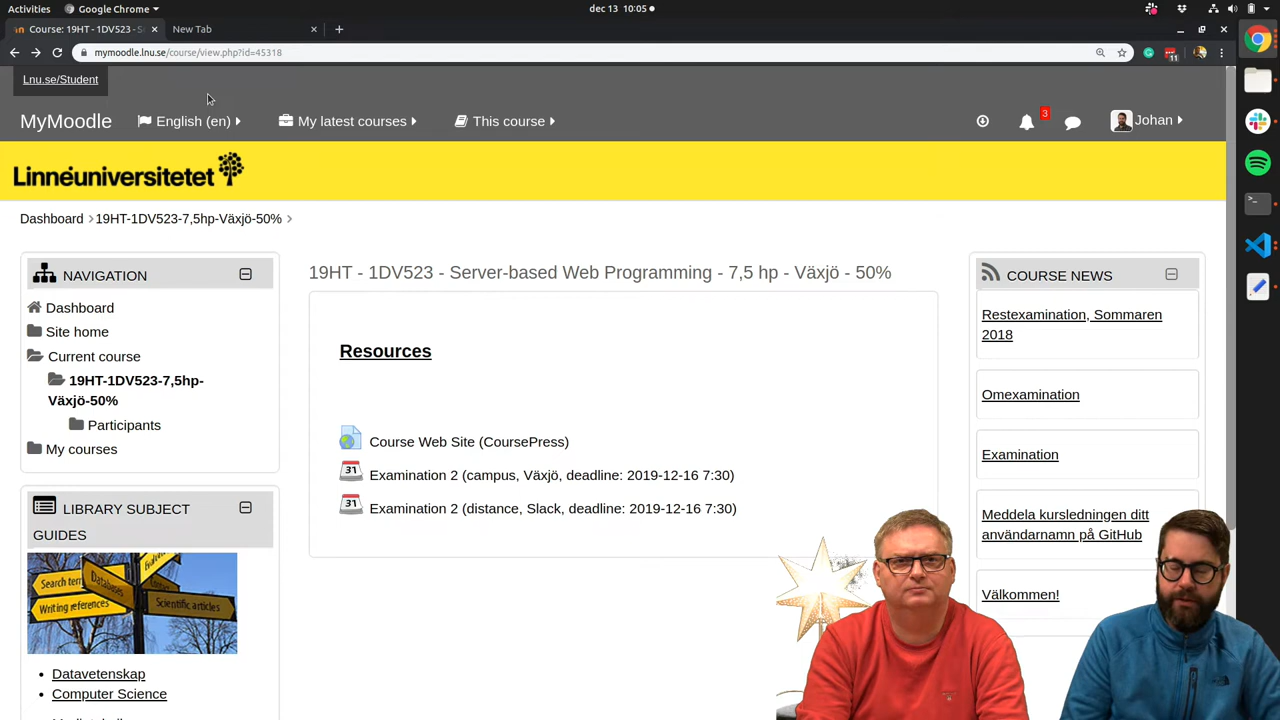 Activities
Google Chrome
dec 13 10:05
Course: 19HT - 1DV523 - S
New Tab
mymoodle.lnu.se/course/view.php?id=45318
11
Lnu.se/Student
MyMoodle
English (en)
My latest courses
This course
3
Johan
Linnéuniversitetet
Dashboard
19HT-1DV523-7,5hp-Växjö-50%
NAVIGATION
Dashboard
Site home
Current course
19HT-1DV523-7,5hp-
Växjö-50%
Participants
My courses
LIBRARY SUBJECT
GUIDES
Search
Databases
Writing references
Scientific articles
Datavetenskap
Computer Science
19HT - 1DV523 - Server-based Web Programming - 7,5 hp - Växjö - 50%
Resources
Course Web Site (CoursePress)
31
Examination 2 (campus, Växjö, deadline: 2019-12-16 7:30)
31
Examination 2 (distance, Slack, deadline: 2019-12-16 7:30)
COURSE NEWS
Restexamination, Sommaren
2018
Omexamination
Examination
Meddela kursledningen ditt
användarnamn på GitHub
Välkommen!